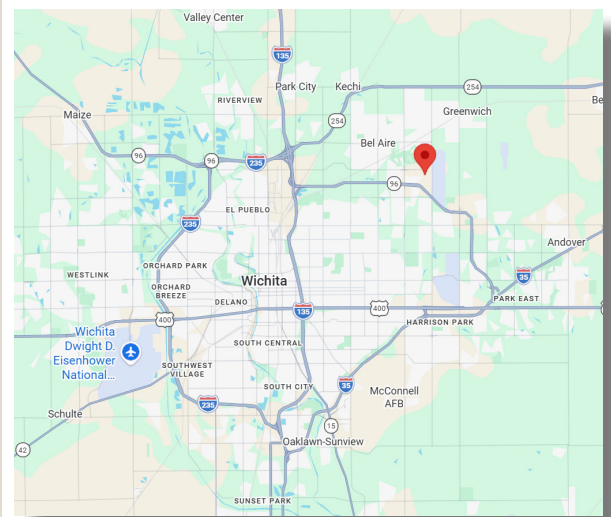 Valley Center
135
Park City
Kechi
254
Be
RIVERVIEW
Maize
Greenwich
254
Bel Aire
96
96
235
96
EL PUEBLO
235
Andover
ORCHARD PARK
WESTLINK
35
Wichita
ORCHARD
BREEZE
DELANO
PARK EAST
135
400
400
HARRISON PARK
Wichita
Dwight D.
Eisenhower
National...
SOUTH CENTRAL
SOUTHWEST
VILLAGE
SOUTH CITY
35
McConnell
AFB
235
Schulte
15
Oaklawn-Sunview
42
SUNSET PARK